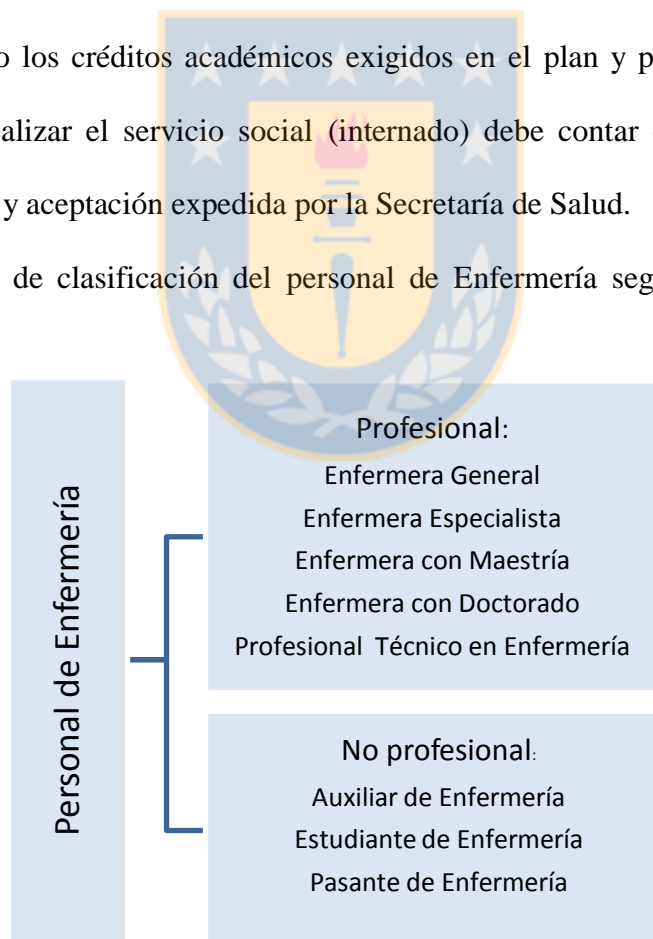 o los créditos académicos exigidos en el plan y p
alizar el servicio social (internado) debe contar
y aceptación expedida por la Secretaría de Salud.
de clasificación del personal de Enfermería seg
Personal de Enfermería
Profesional:
Enfermera General
Enfermera Especialista
Enfermera con Maestría
Enfermera con Doctorado
Profesional Técnico en Enfermería
No profesional:
Auxiliar de Enfermería
Estudiante de Enfermería
Pasante de Enfermería